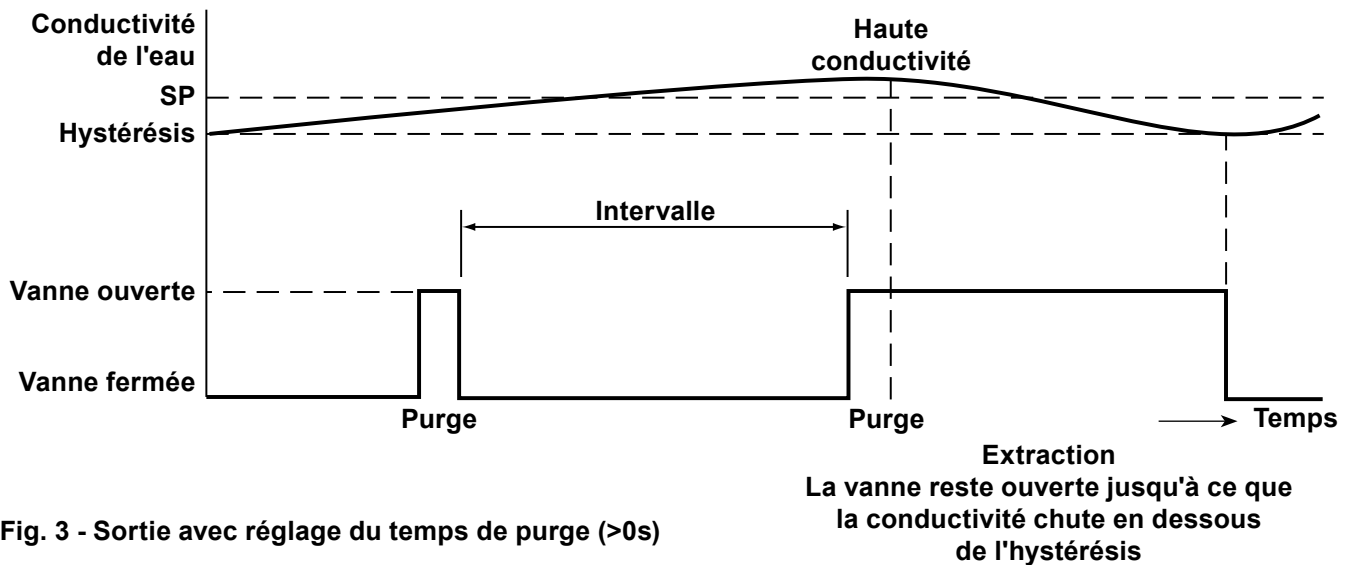 Conductivité
de l'eau
Haute
conductivité
SP
Hystérésis
Intervalle
Vanne ouverte
Vanne fermée
Purge
Purge
Temps
Extraction
La vanne reste ouverte jusqu'à ce que
la conductivité chute en dessous
de l'hystérésis
Fig. 3 - Sortie avec réglage du temps de purge (>0s)